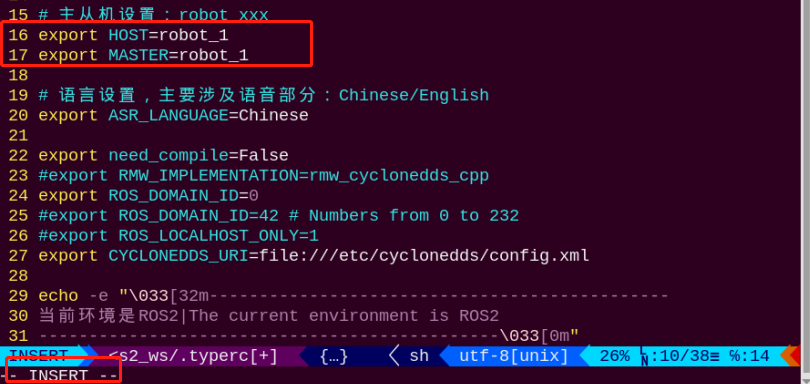 15 # 主从机设置：robot_xxx
16 export HOST=robot_1
17 export MASTER=robot_1
18
19 # 语言设置，主要涉及语音部分：Chinese/English
20 export ASR_LANGUAGE=Chinese
21
22 export need_compile=False
23 #export RMW_IMPLEMENTATION=rmw_cyclonedds_cpp
24 export ROS_DOMAIN_ID=0
25 #export ROS_DOMAIN_ID=42 # Numbers from 0 to 232
26 #export ROS_LOCALHOST_ONLY=1
27 export CYCLONEDDS_URI=file:///etc/cyclonedds/config.xml
28
29 echo -e "\033[32m----------------------------------------------
30 当前环境是ROS2|The current environment is ROS2
31 ----------------------------------------------\033[0m"
INSERT <s2_ws/.typerc[+] {…} sh utf-8[unix] 26% ㏑:10/38≡ ℅:14
-- INSERT --